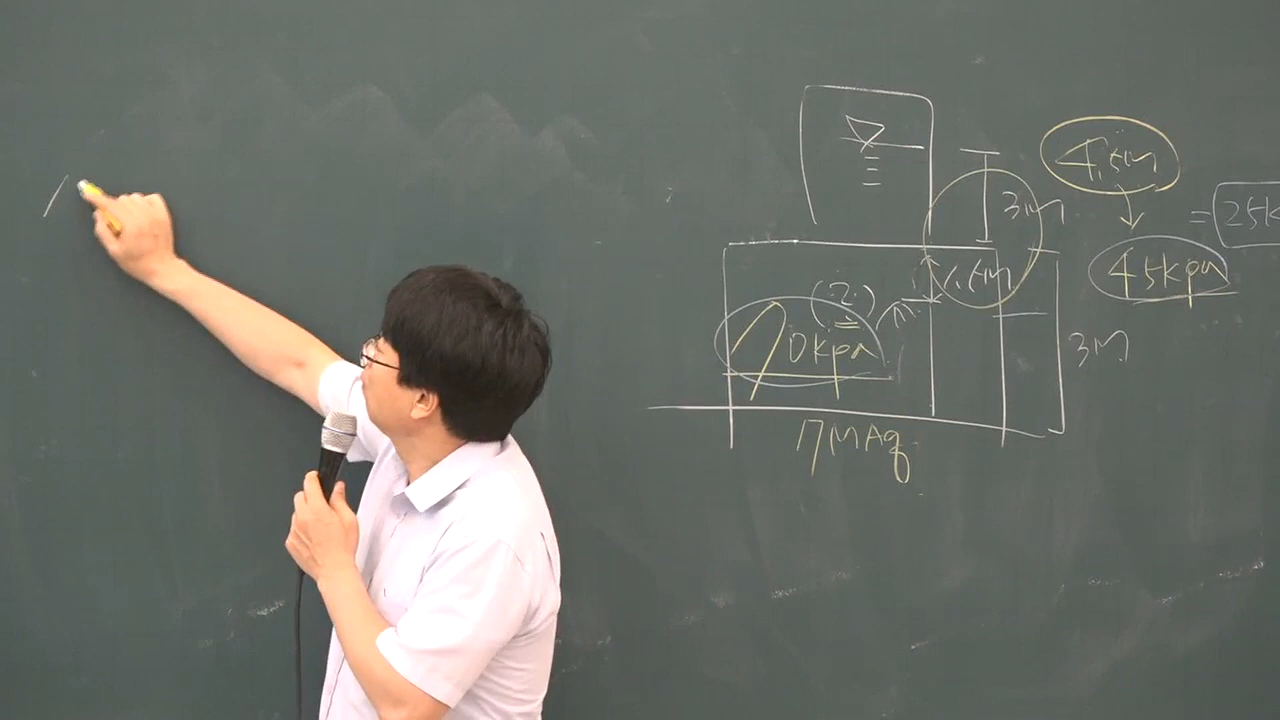 4.5m
3m
= 25k
45kpa
1.5m
(2)
70kpa
3m
17MAq